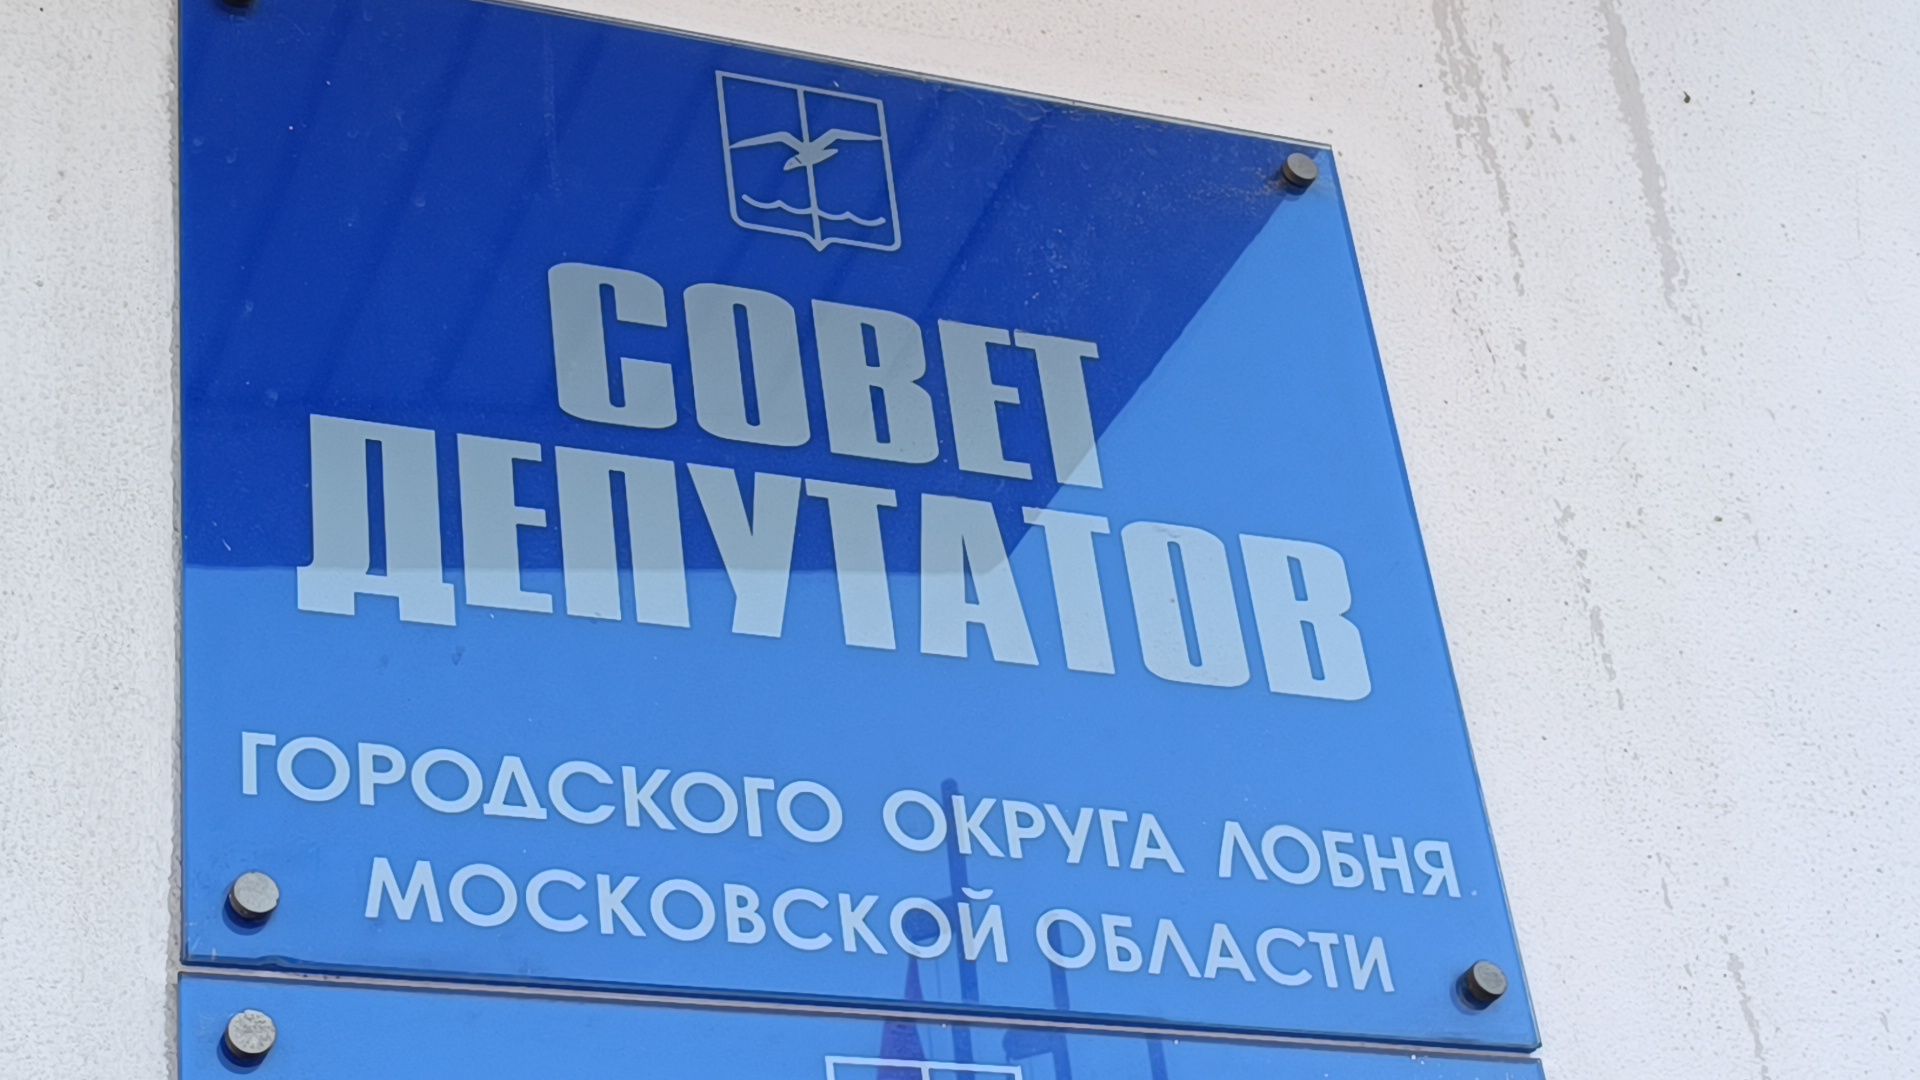 СОВЕТ
ДЕПУТАТОВ
ГОРОДСКОГО ОКРУГА ЛОБНЯ
МОСКОВСКОЙ ОБЛАСТИ